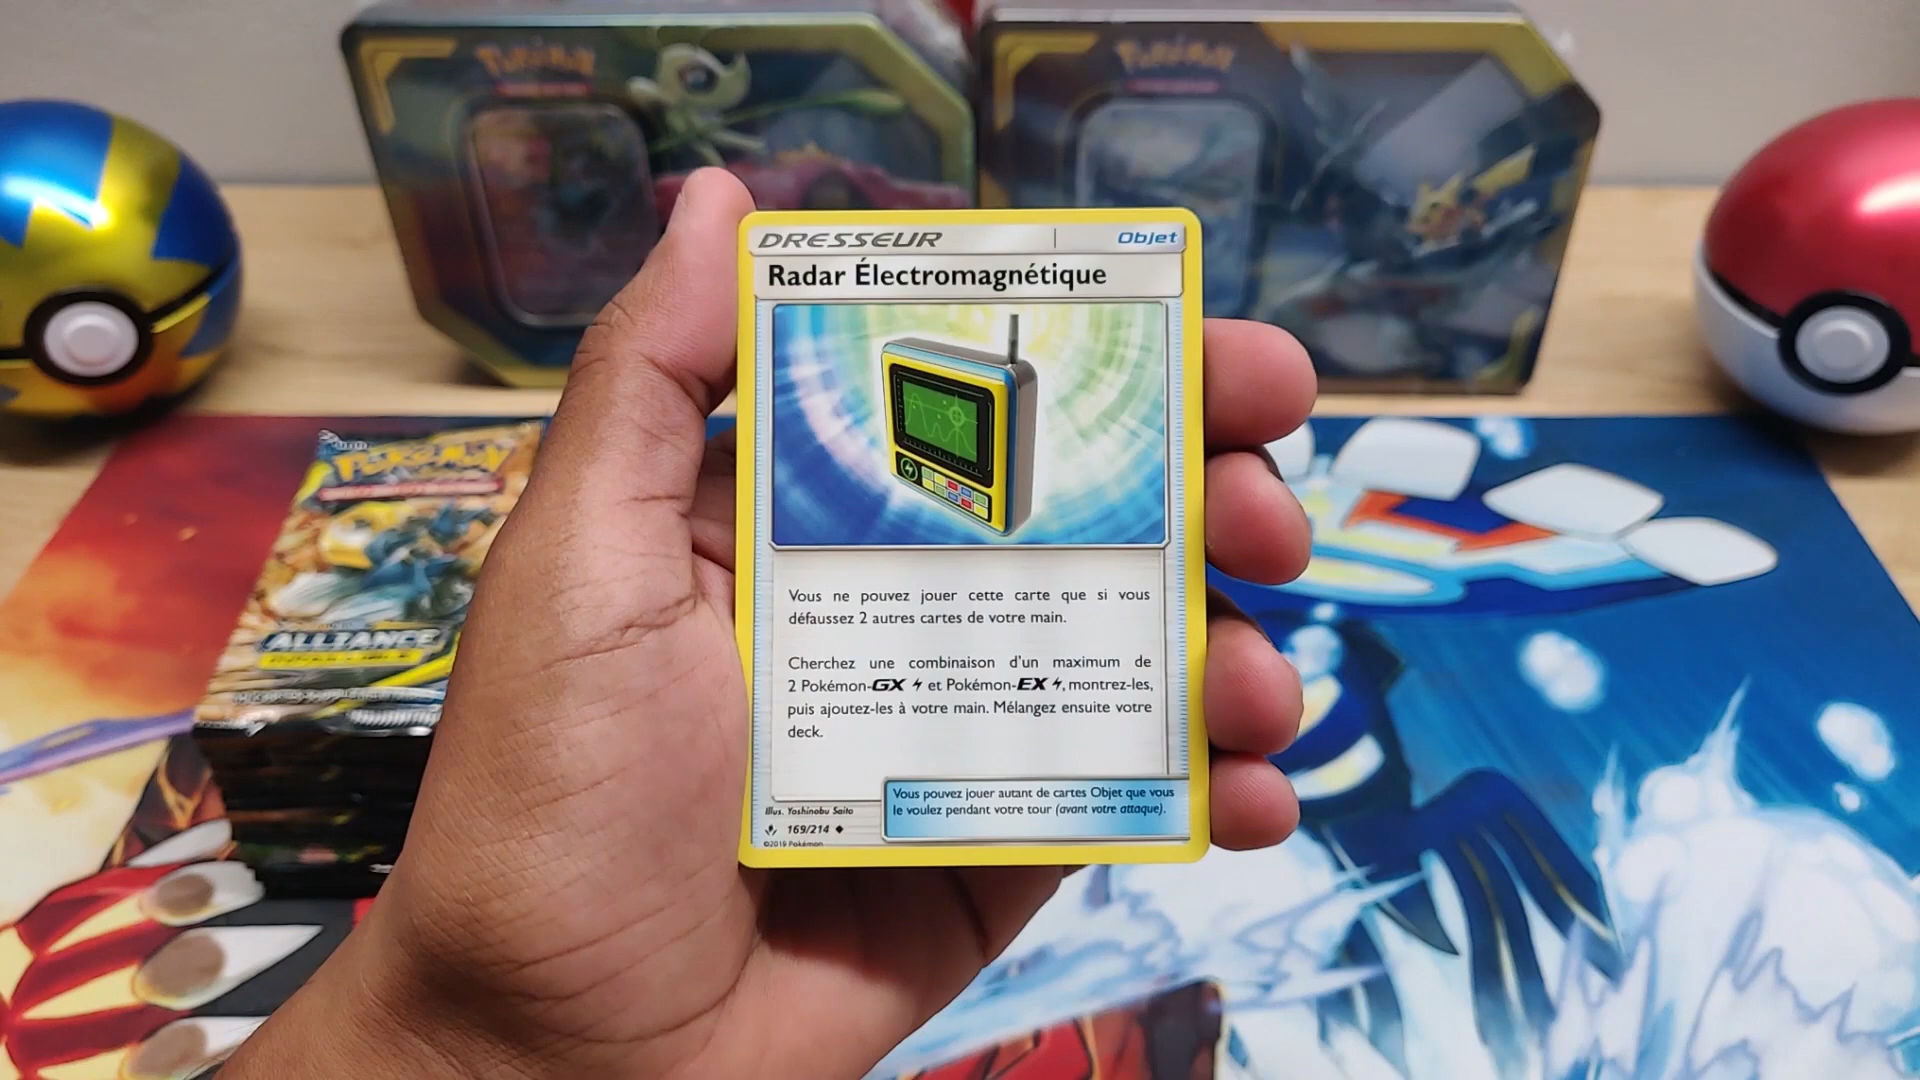 Pokémon
Pokémon
DRESSEUR
Objet
Radar Électromagnétique
Vous ne pouvez jouer cette carte que si vous
défaussez 2 autres cartes de votre main.
Cherchez une combinaison d'un maximum de
2 Pokémon-GX et Pokémon-EX , montrez-les,
puis ajoutez-les à votre main. Mélangez ensuite votre
deck.
Vous pouvez jouer autant de cartes Objet que vous
le voulez pendant votre tour (avant votre attaque).
Illus. Yoshinobu Saito
169/214
©2019 Pokémon
POKÉMON
ALLIANCE